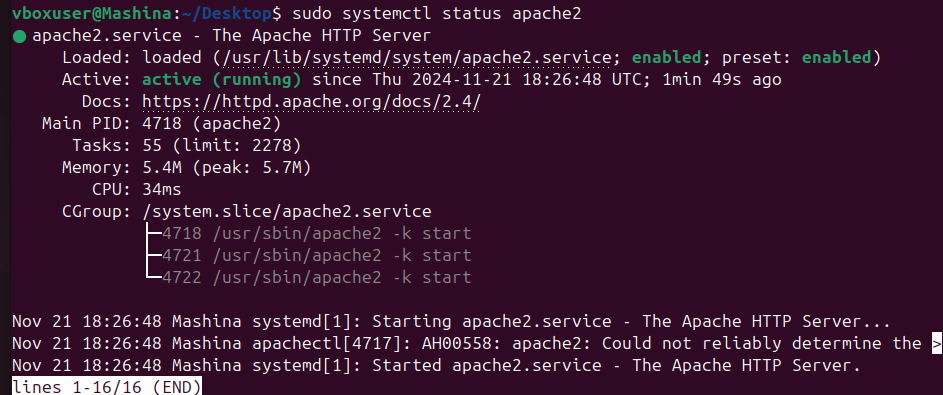 vboxuser@Mashina:~/Desktop$ sudo systemctl status apache2
● apache2.service - The Apache HTTP Server
     Loaded: loaded (/usr/lib/systemd/system/apache2.service; enabled; preset: enabled)
     Active: active (running) since Thu 2024-11-21 18:26:48 UTC; 1min 49s ago
       Docs: https://httpd.apache.org/docs/2.4/
   Main PID: 4718 (apache2)
      Tasks: 55 (limit: 2278)
     Memory: 5.4M (peak: 5.7M)
        CPU: 34ms
     CGroup: /system.slice/apache2.service
             ├─4718 /usr/sbin/apache2 -k start
             ├─4721 /usr/sbin/apache2 -k start
             └─4722 /usr/sbin/apache2 -k start

Nov 21 18:26:48 Mashina systemd[1]: Starting apache2.service - The Apache HTTP Server...
Nov 21 18:26:48 Mashina apachectl[4717]: AH00558: apache2: Could not reliably determine the >
Nov 21 18:26:48 Mashina systemd[1]: Started apache2.service - The Apache HTTP Server.
lines 1-16/16 (END)